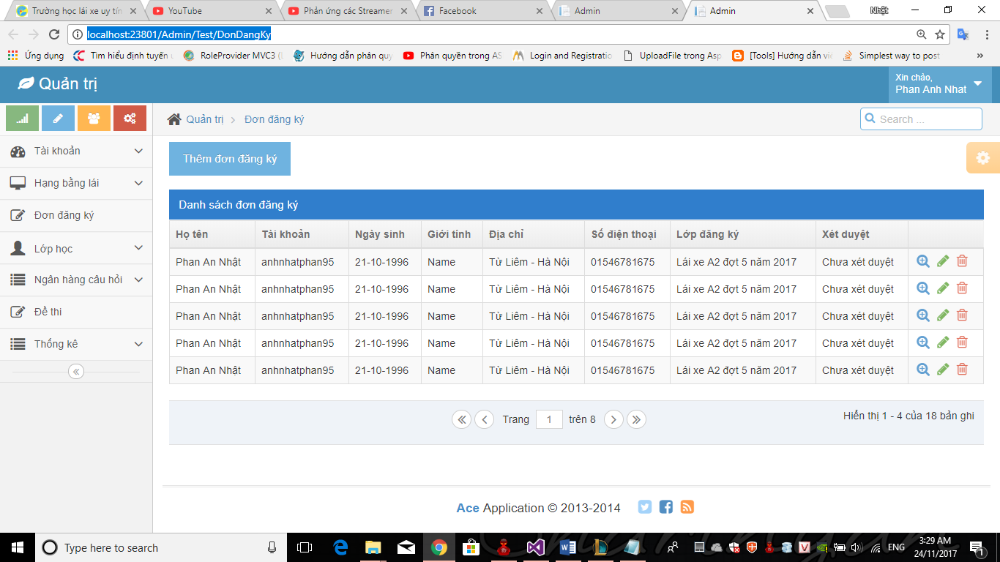 Trường học lái xe uy tín
YouTube
Phản ứng các Streamer
Facebook
Admin
Admin
Nhật
localhost:23801/Admin/Test/DonDangKy
Ứng dụng
Tìm hiểu định tuyến
RoleProvider MVC3
Hướng dẫn phân quy
Phân quyền trong AS
Login and Registratio
UploadFile trong Asp
[Tools] Hướng dẫn viế
Simplest way to post
»
Quản trị
Xin chào,
Phan Anh Nhat
Quản trị > Đơn đăng ký
Search ...
Tài khoản
Hạng bằng lái
Đơn đăng ký
Lớp học
Ngân hàng câu hỏi
Đề thi
Thống kê
Thêm đơn đăng ký
Danh sách đơn đăng ký
Họ tên Tài khoản Ngày sinh Giới tính Địa chỉ Số điện thoại Lớp đăng ký Xét duyệt
Phan An Nhật anhnhatphan95 21-10-1996 Name Từ Liêm - Hà Nội 01546781675 Lái xe A2 đợt 5 năm 2017 Chưa xét duyệt
Phan An Nhật anhnhatphan95 21-10-1996 Name Từ Liêm - Hà Nội 01546781675 Lái xe A2 đợt 5 năm 2017 Chưa xét duyệt
Phan An Nhật anhnhatphan95 21-10-1996 Name Từ Liêm - Hà Nội 01546781675 Lái xe A2 đợt 5 năm 2017 Chưa xét duyệt
Phan An Nhật anhnhatphan95 21-10-1996 Name Từ Liêm - Hà Nội 01546781675 Lái xe A2 đợt 5 năm 2017 Chưa xét duyệt
Phan An Nhật anhnhatphan95 21-10-1996 Name Từ Liêm - Hà Nội 01546781675 Lái xe A2 đợt 5 năm 2017 Chưa xét duyệt
Trang 1 trên 8
Hiển thị 1 - 4 của 18 bản ghi
Ace Application © 2013-2014
Type here to search
ENG
3:29 AM
24/11/2017
1